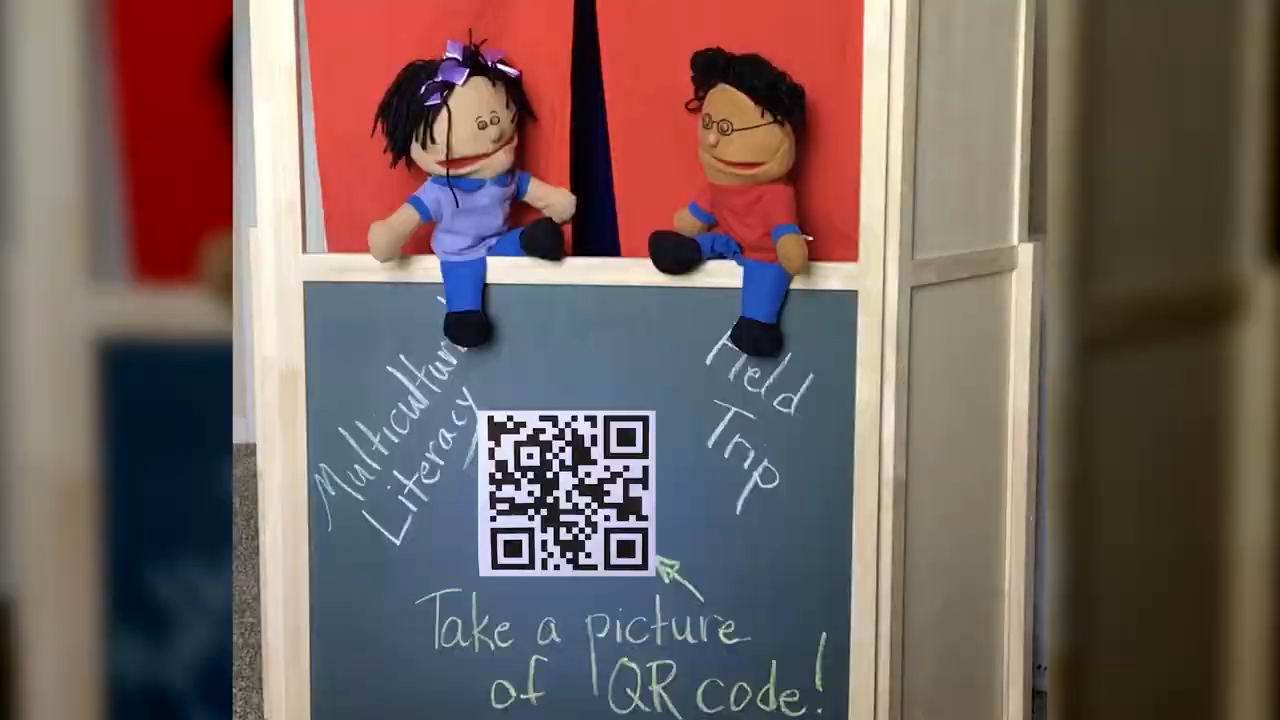 Multicultural
Literacy
Field
Trip
Take a picture
of QR code!